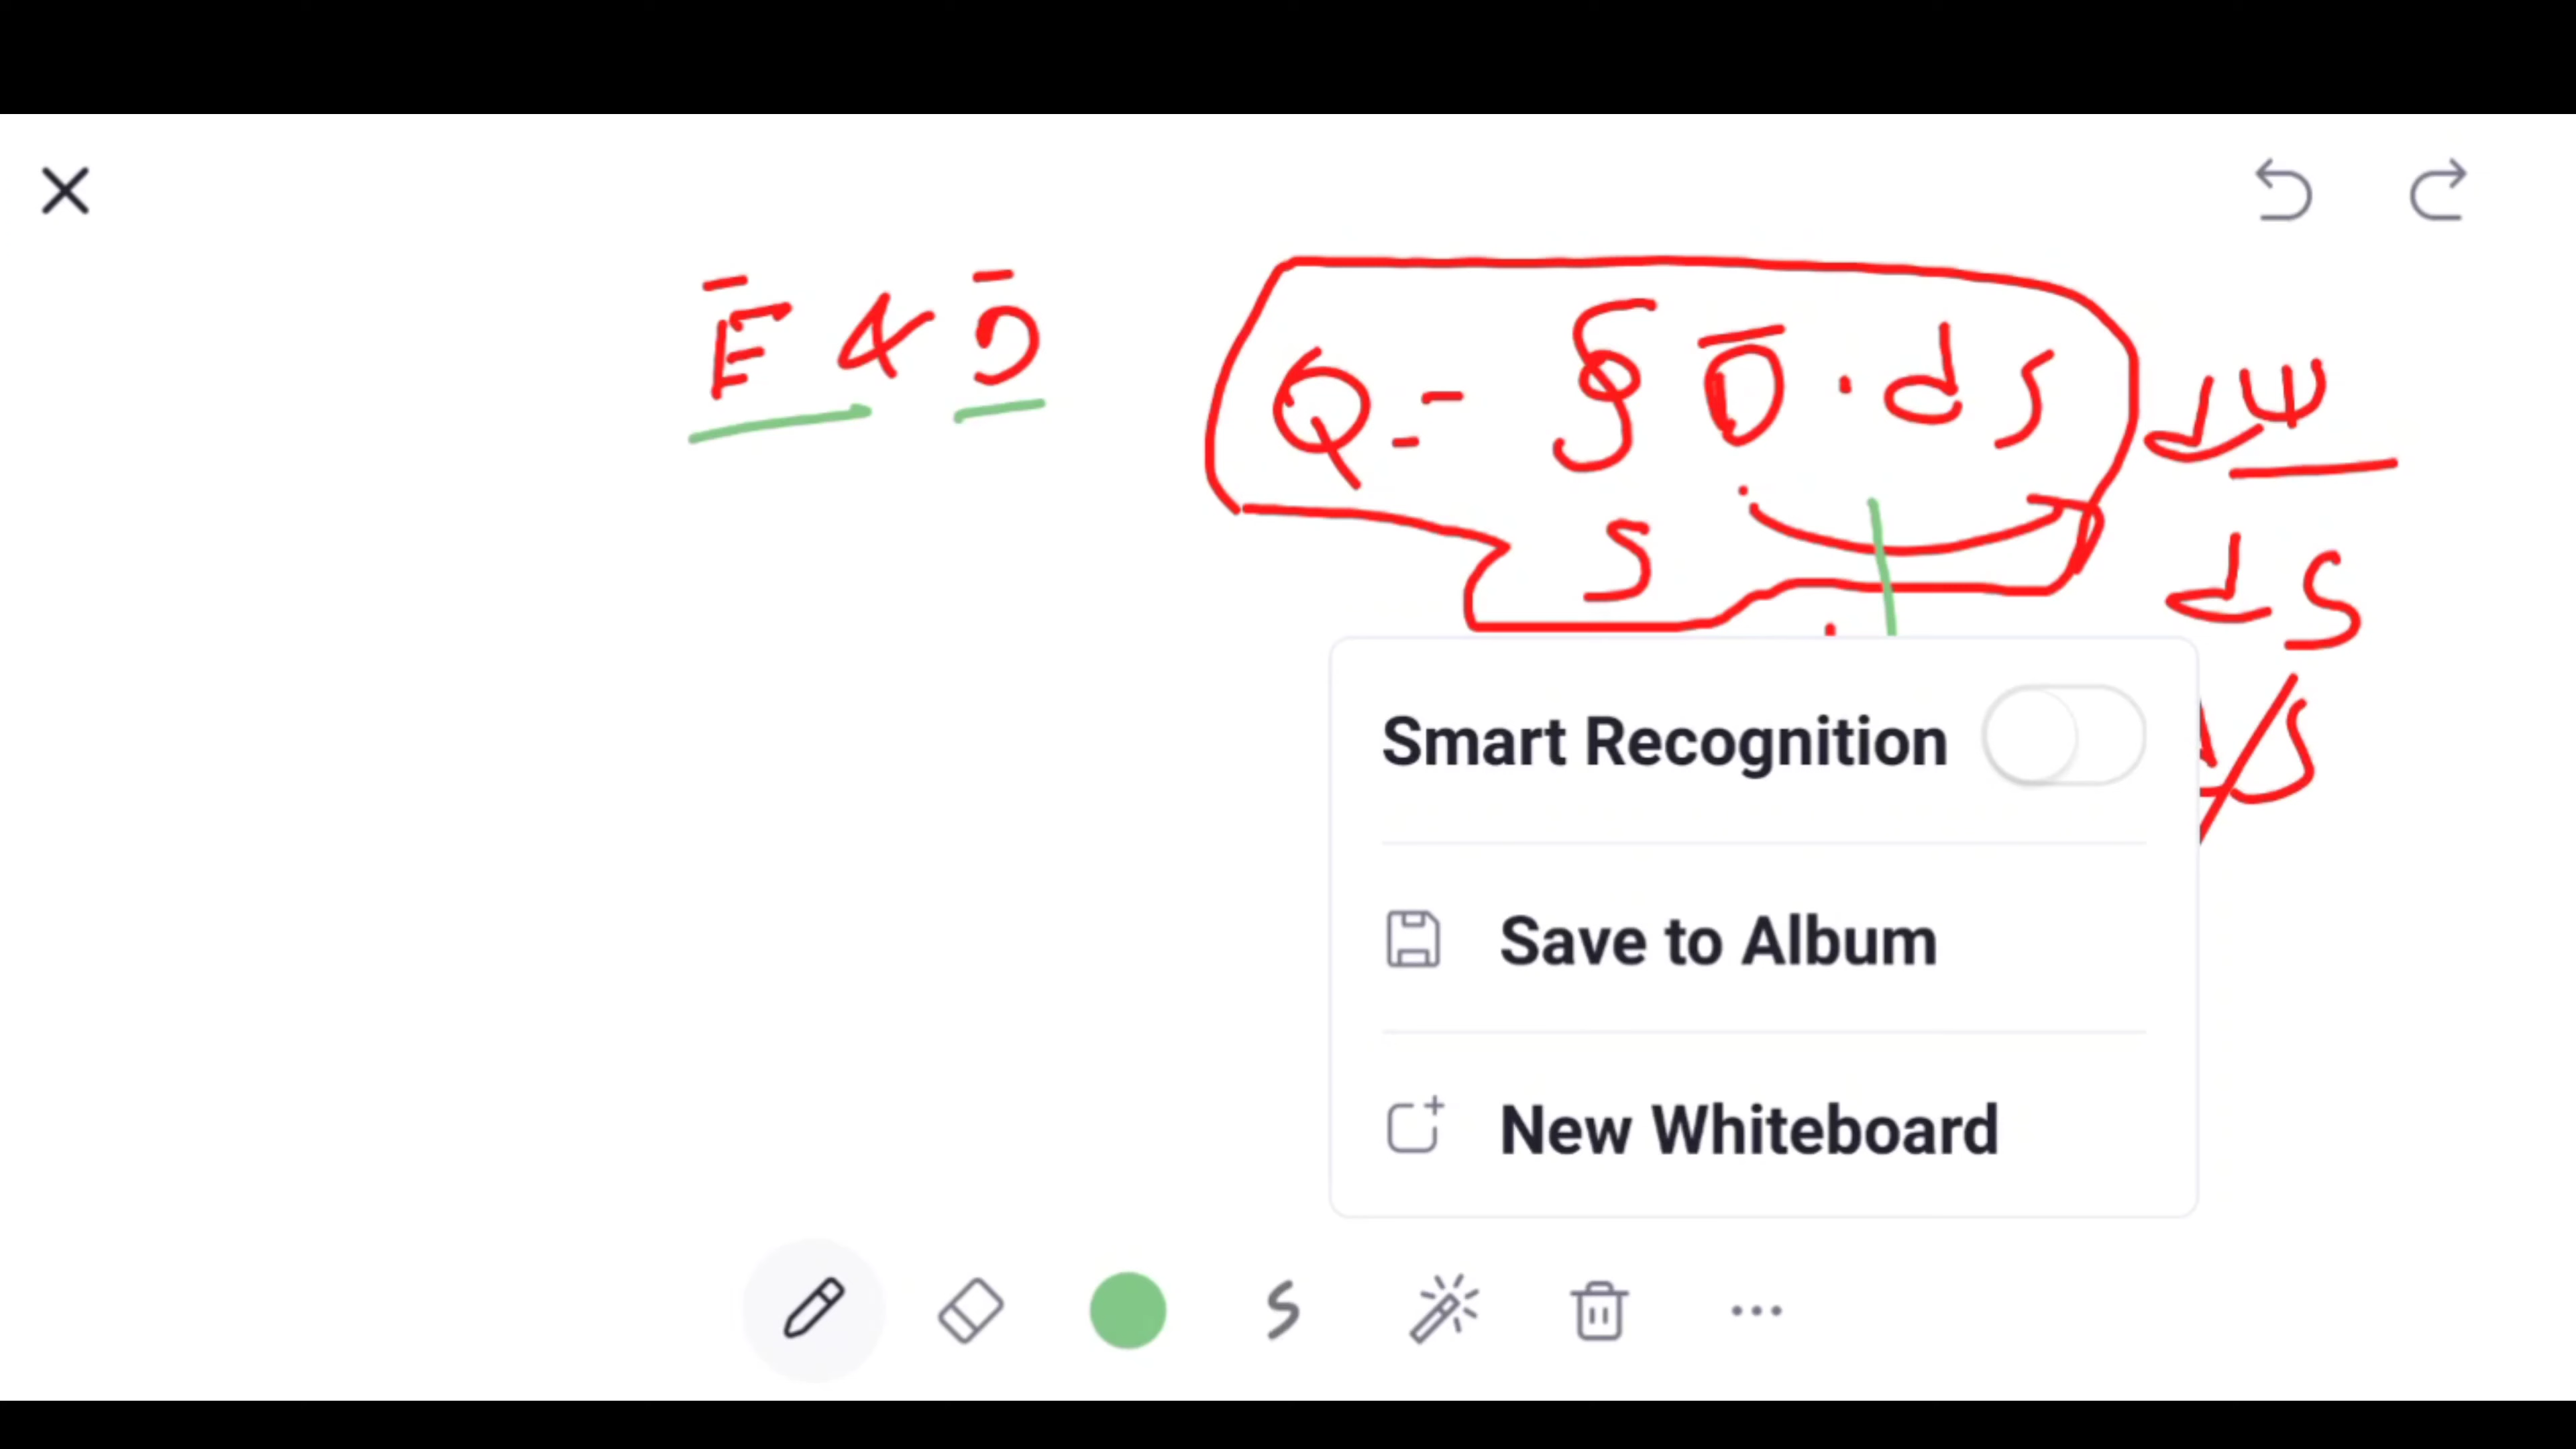 E̅ & D̅
Q = ∮ D̅ · ds
S
dψ
ds
Smart Recognition
Save to Album
New Whiteboard